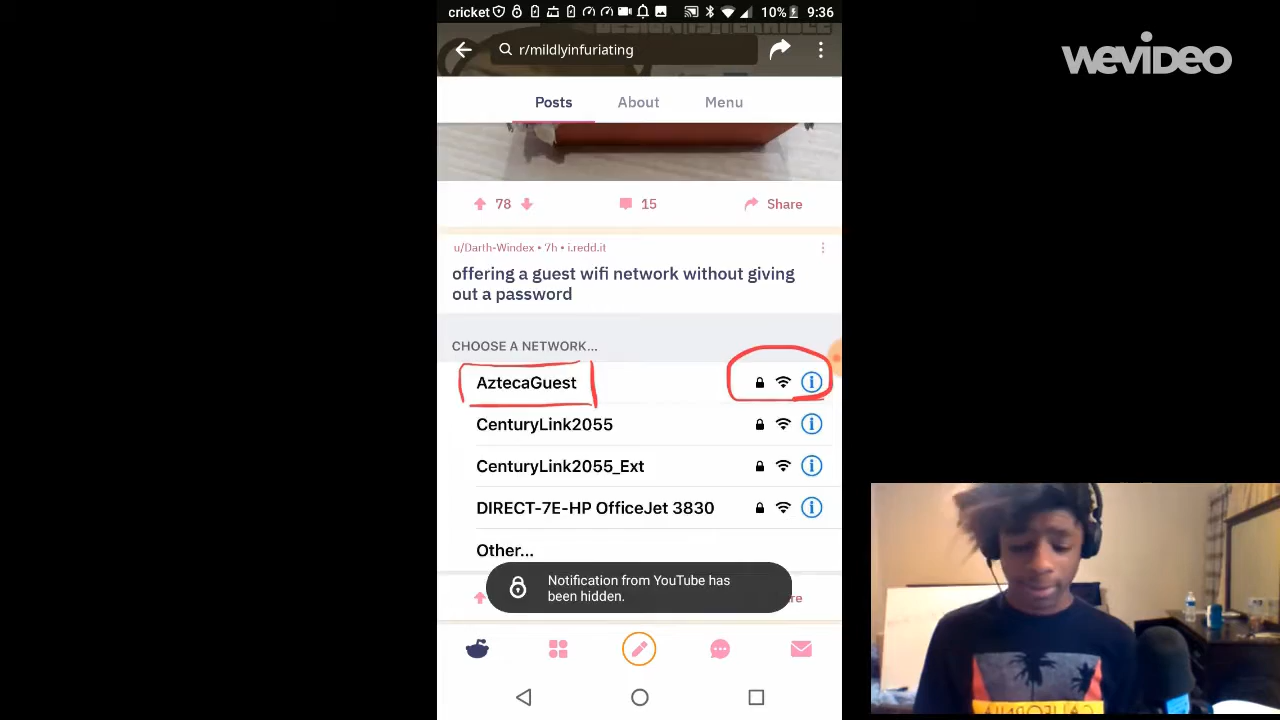 cricket 10% 9:36
r/mildlyinfuriating
WEVIDEO
Posts About Menu
78 15 Share
u/Darth-Windex • 7h • i.redd.it
offering a guest wifi network without giving
out a password
CHOOSE A NETWORK...
AztecaGuest
CenturyLink2055
CenturyLink2055_Ext
DIRECT-7E-HP OfficeJet 3830
Other...
Notification from YouTube has
been hidden.
re
CALIFORNIA